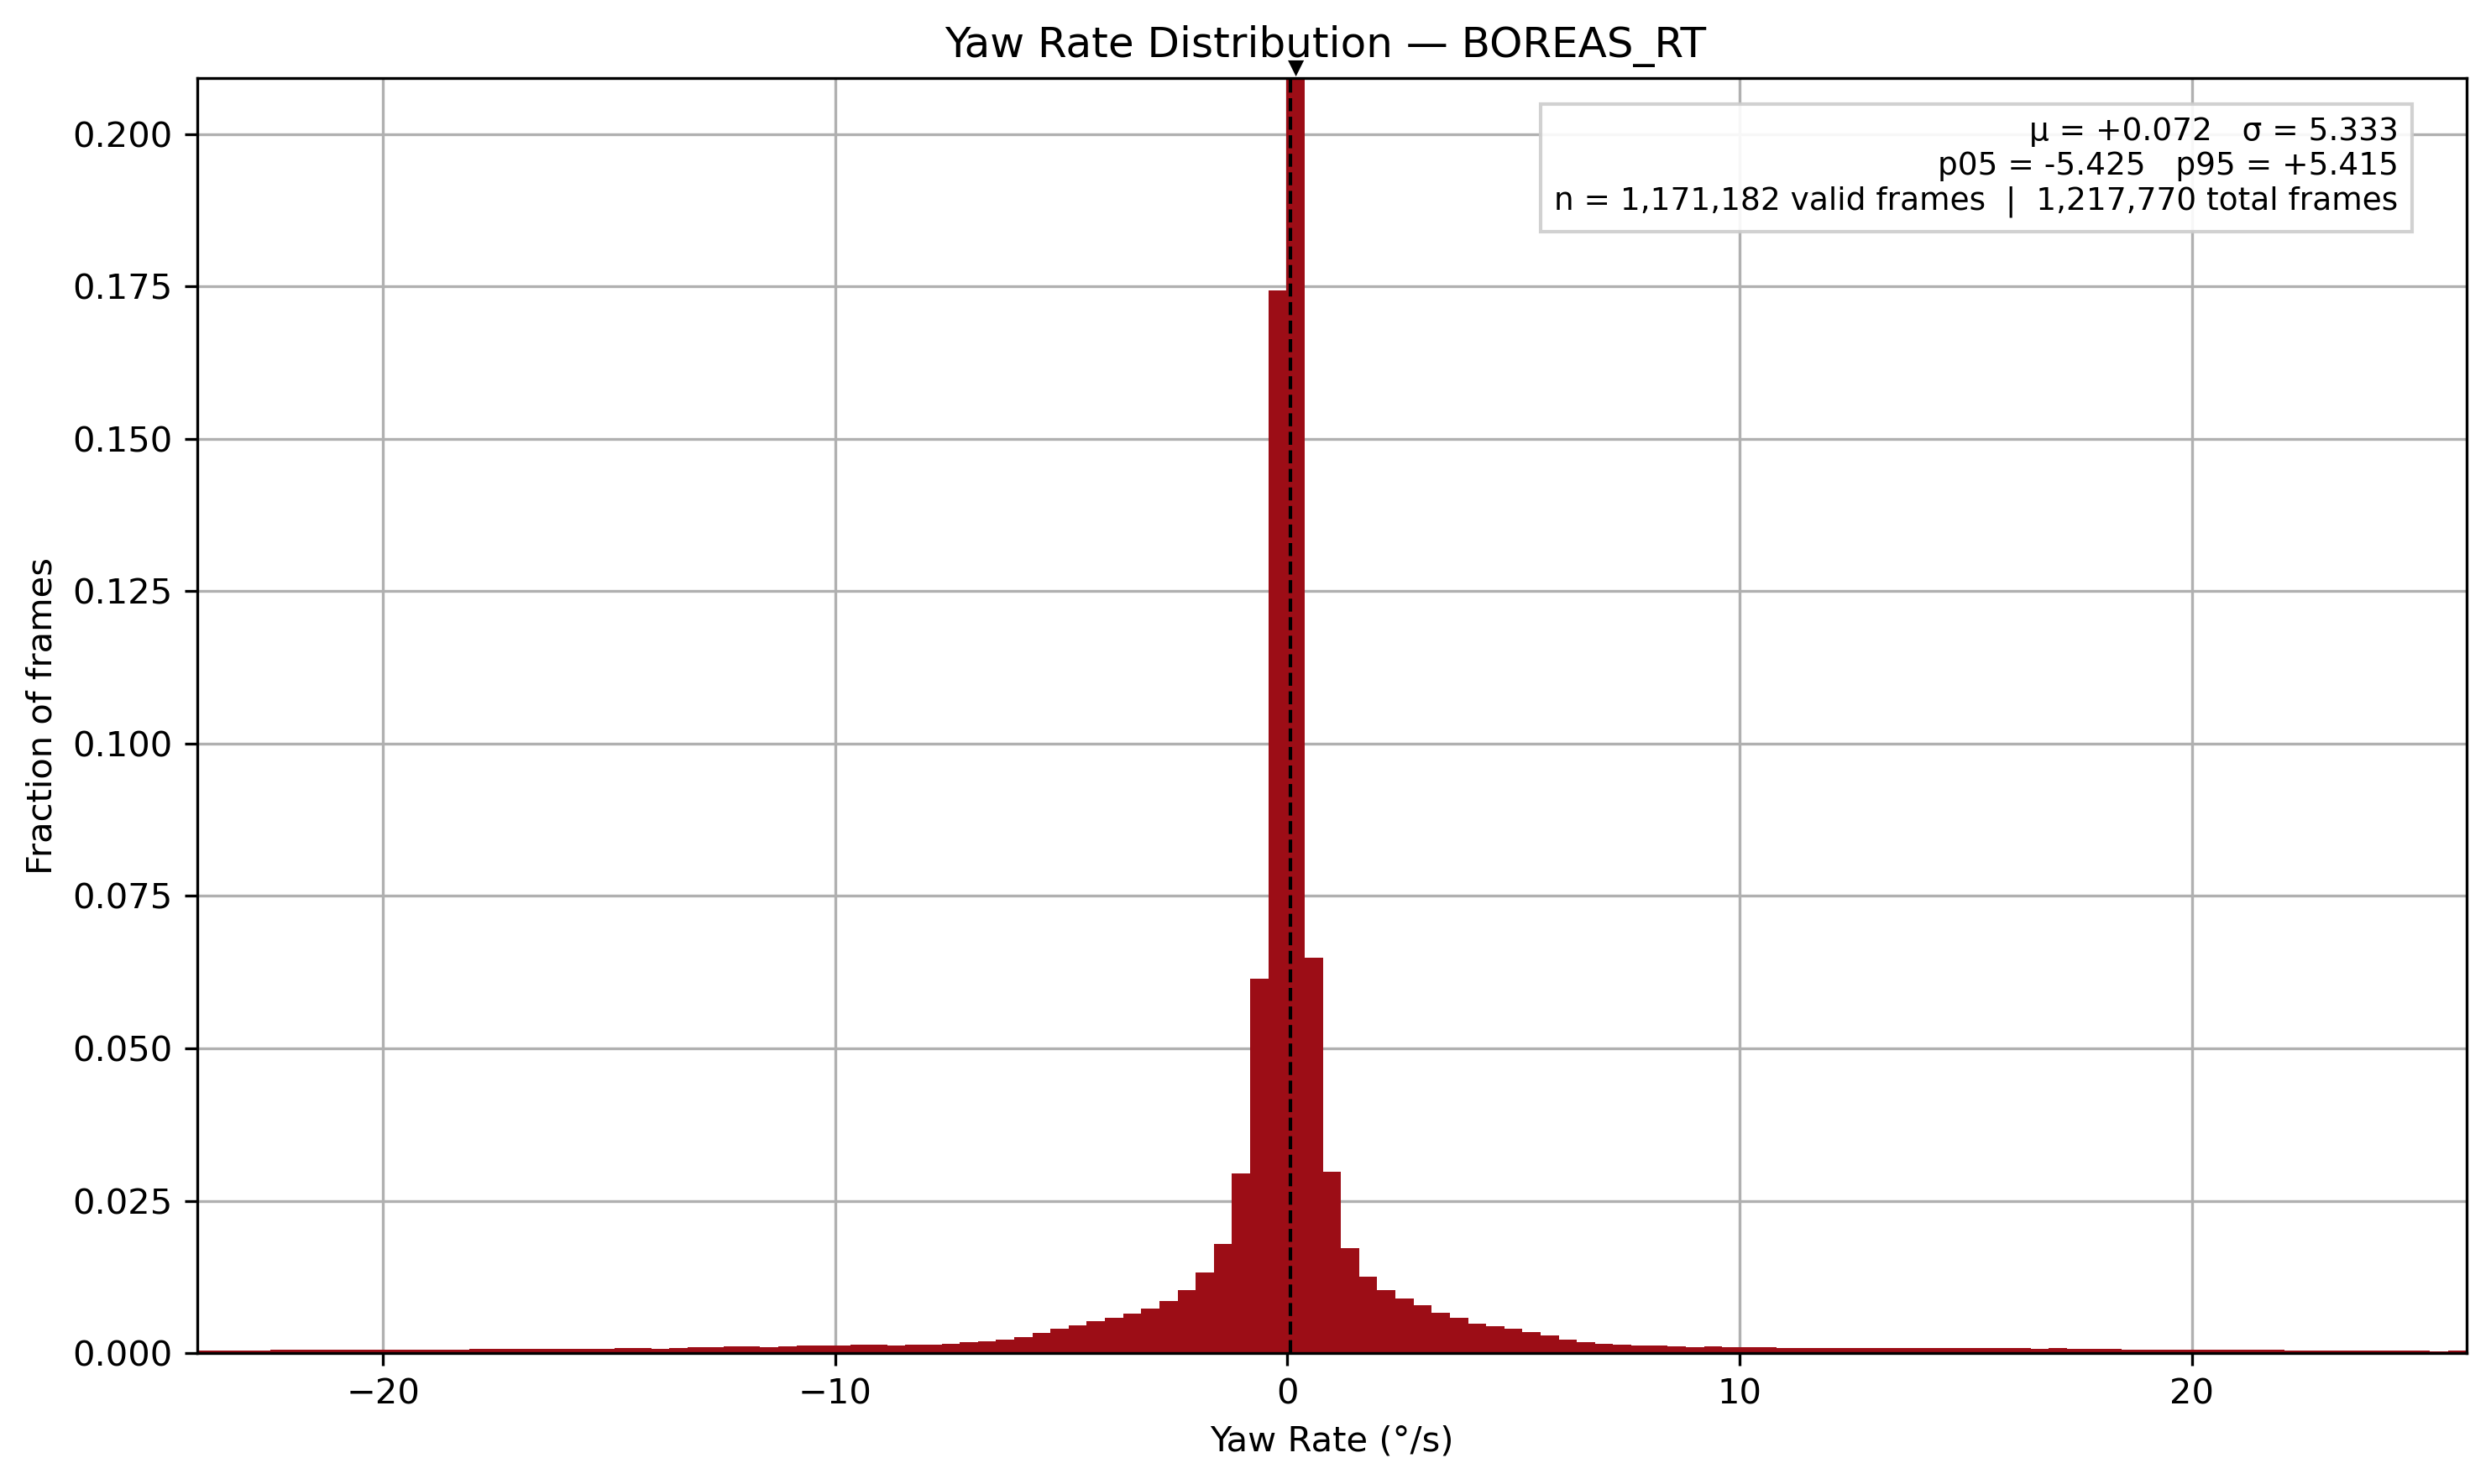 Yaw Rate Distribution — BOREAS_RT
μ = +0.072   σ = 5.333
p05 = -5.425   p95 = +5.415
n = 1,171,182 valid frames  |  1,217,770 total frames
Fraction of frames
0.200
0.175
0.150
0.125
0.100
0.075
0.050
0.025
0.000
−20
−10
0
10
20
Yaw Rate (°/s)